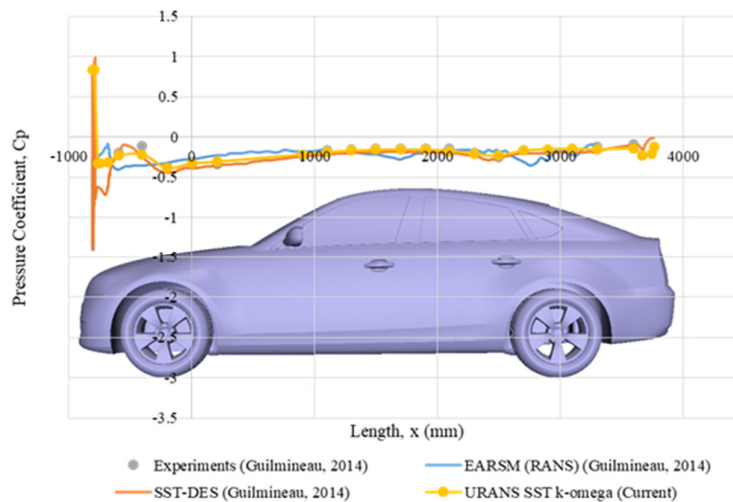 1.5
1
0.5
0
-1000 0 1000 2000 3000 4000
-0.5
-1
-1.5
-2
-2.5
-3
-3.5
Pressure Coefficient, Cp
Length, x (mm)
Experiments (Guilmineau, 2014) EARSM (RANS) (Guilmineau, 2014)
SST-DES (Guilmineau, 2014) URANS SST k-omega (Current)